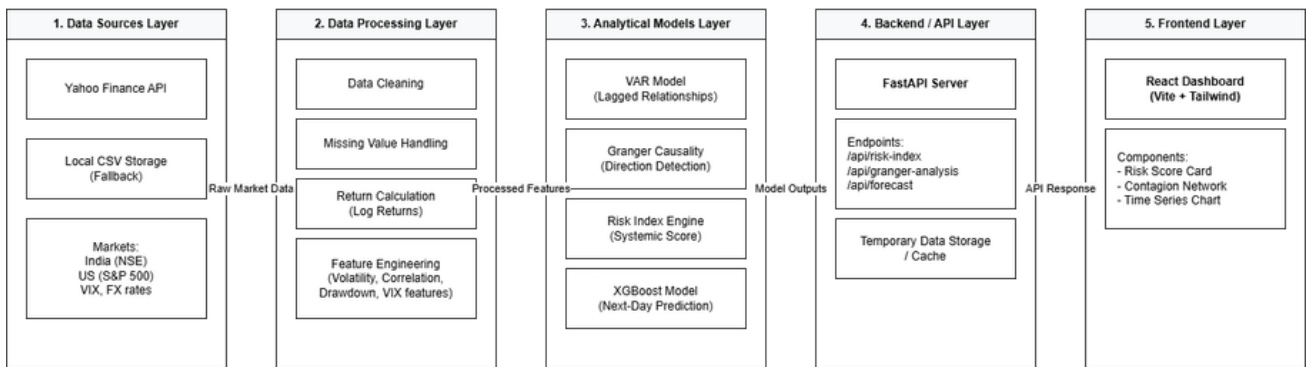 1. Data Sources Layer
Yahoo Finance API
Local CSV Storage
(Fallback)
Markets:
India (NSE)
US (S&P 500)
VIX, FX rates
Raw Market Data
2. Data Processing Layer
Data Cleaning
Missing Value Handling
Return Calculation
(Log Returns)
Feature Engineering
(Volatility, Correlation,
Drawdown, VIX features)
Processed Features
3. Analytical Models Layer
VAR Model
(Lagged Relationships)
Granger Causality
(Direction Detection)
Risk Index Engine
(Systemic Score)
XGBoost Model
(Next-Day Prediction)
Model Outputs
4. Backend / API Layer
FastAPI Server
Endpoints:
/api/risk-index
/api/granger-analysis
/api/forecast
Temporary Data Storage
/ Cache
API Response
5. Frontend Layer
React Dashboard
(Vite + Tailwind)
Components:
- Risk Score Card
- Contagion Network
- Time Series Chart